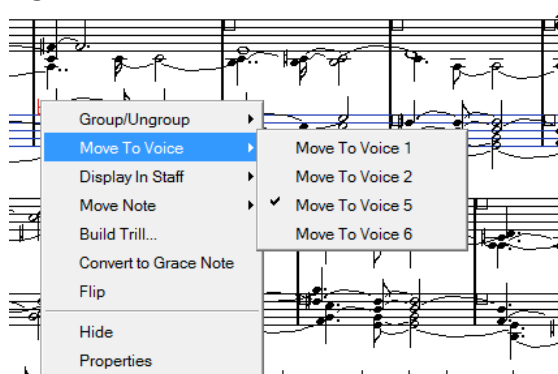 Group/Ungroup
Move To Voice
Display In Staff
Move Note
Build Trill...
Convert to Grace Note
Flip
Hide
Properties
Move To Voice 1
Move To Voice 2
Move To Voice 5
Move To Voice 6